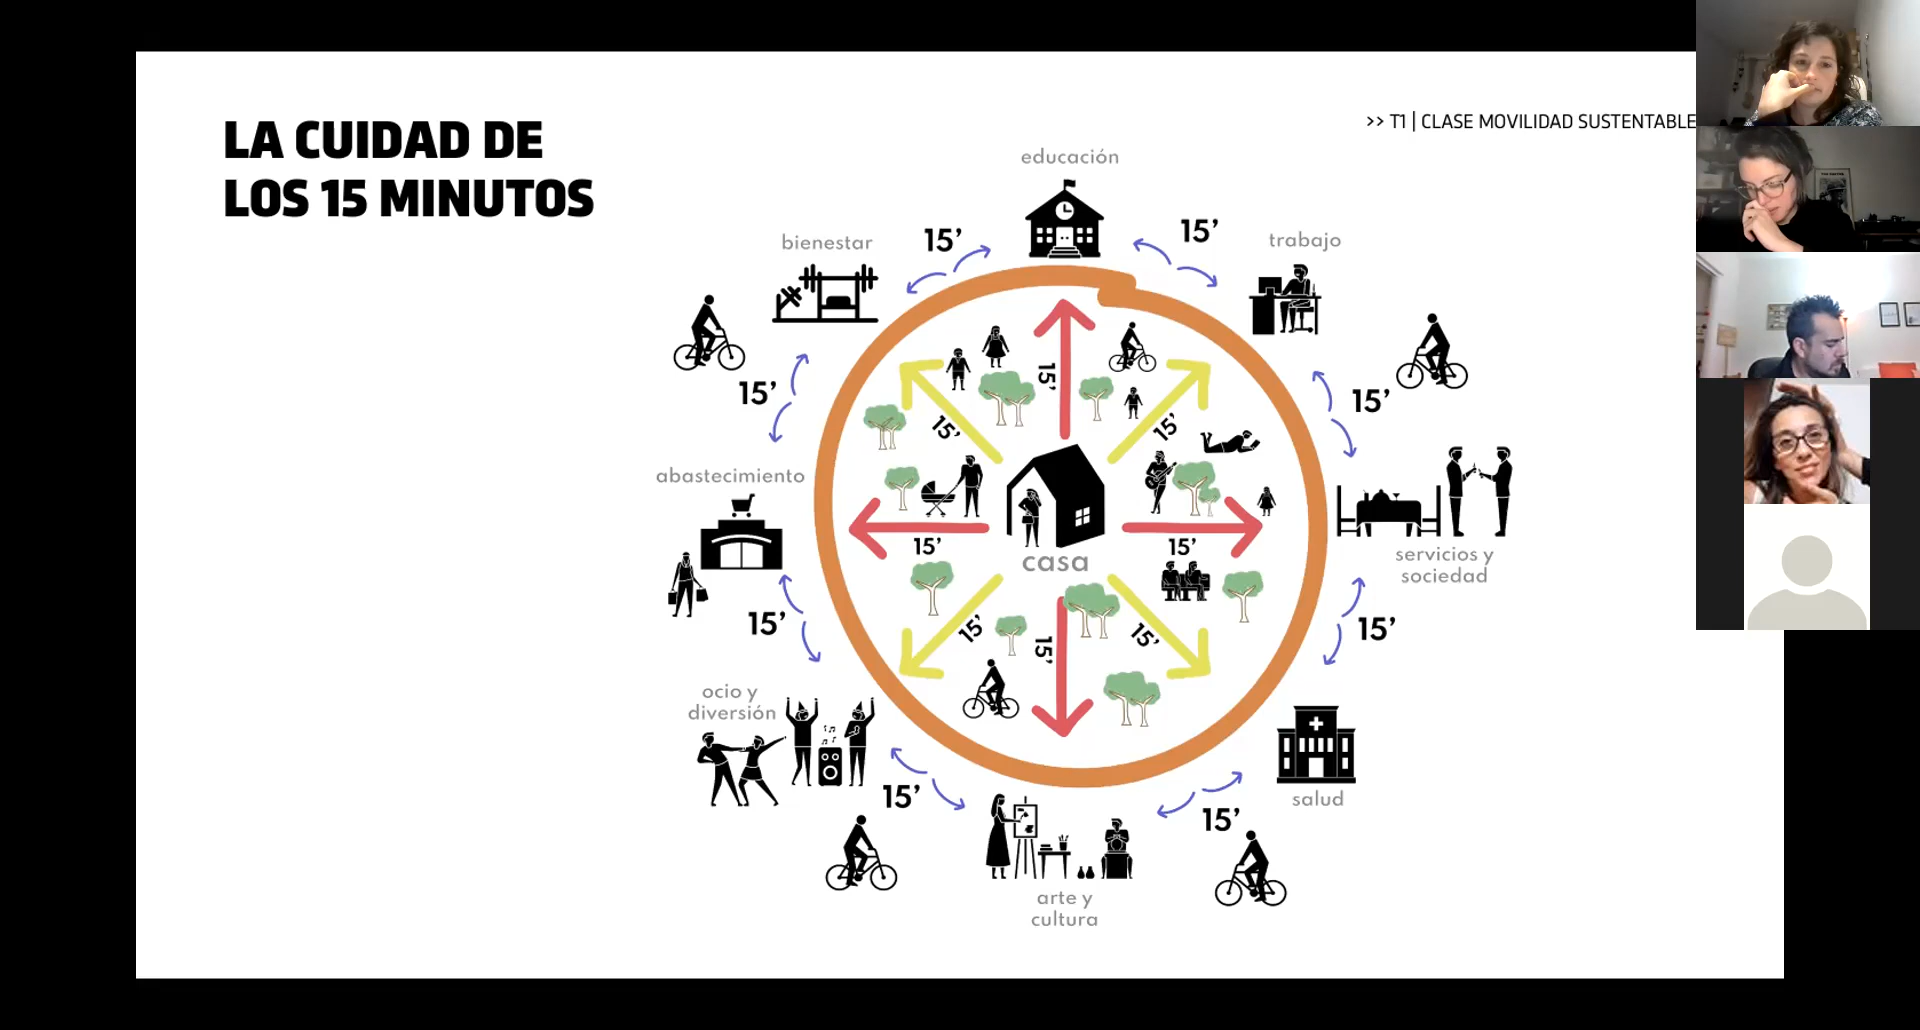 LA CUIDAD DE
LOS 15 MINUTOS
>> T1 | CLASE MOVILIDAD SUSTENTABLE
educación
15’
15’
bienestar
trabajo
15’
15’
15’
15’
15’
abastecimiento
15’
15’
casa
servicios y
sociedad
15’
15’
15’
15’
15’
ocio y
diversión
15’
15’
salud
arte y
cultura